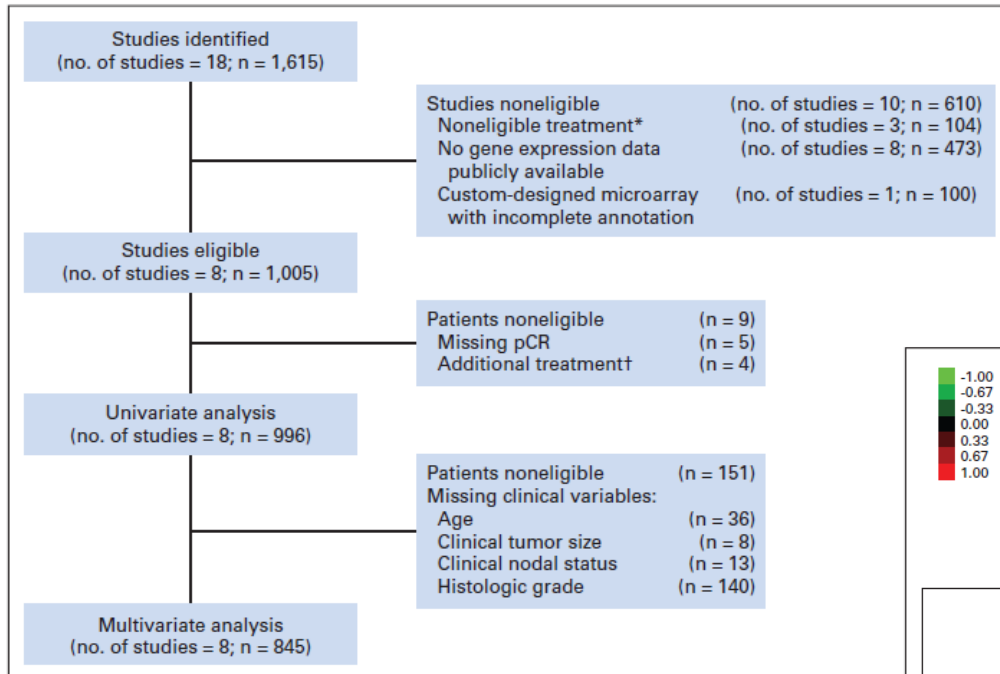 Studies identified
(no. of studies = 18; n = 1,615)
Studies noneligible (no. of studies = 10; n = 610)
Noneligible treatment* (no. of studies = 3; n = 104)
No gene expression data (no. of studies = 8; n = 473)
publicly available
Custom-designed microarray (no. of studies = 1; n = 100)
with incomplete annotation
Studies eligible
(no. of studies = 8; n = 1,005)
Patients noneligible (n = 9)
Missing pCR (n = 5)
Additional treatment† (n = 4)
Univariate analysis
(no. of studies = 8; n = 996)
Patients noneligible (n = 151)
Missing clinical variables:
Age (n = 36)
Clinical tumor size (n = 8)
Clinical nodal status (n = 13)
Histologic grade (n = 140)
Multivariate analysis
(no. of studies = 8; n = 845)
-1.00
-0.67
-0.33
0.00
0.33
0.67
1.00